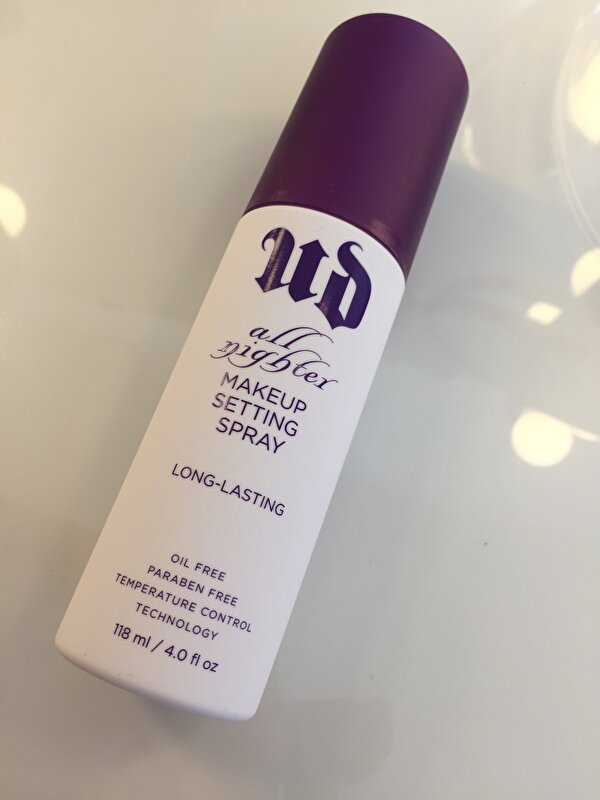 UD
all
nighter
MAKEUP
SETTING
SPRAY
LONG-LASTING
OIL FREE
PARABEN FREE
TEMPERATURE CONTROL
TECHNOLOGY
118 ml / 4.0 fl oz